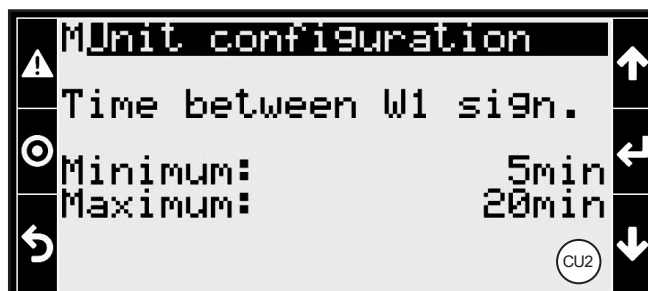 MUnit configuration
Time between W1 sign.
Minimum: 5min
Maximum: 20min
CU2